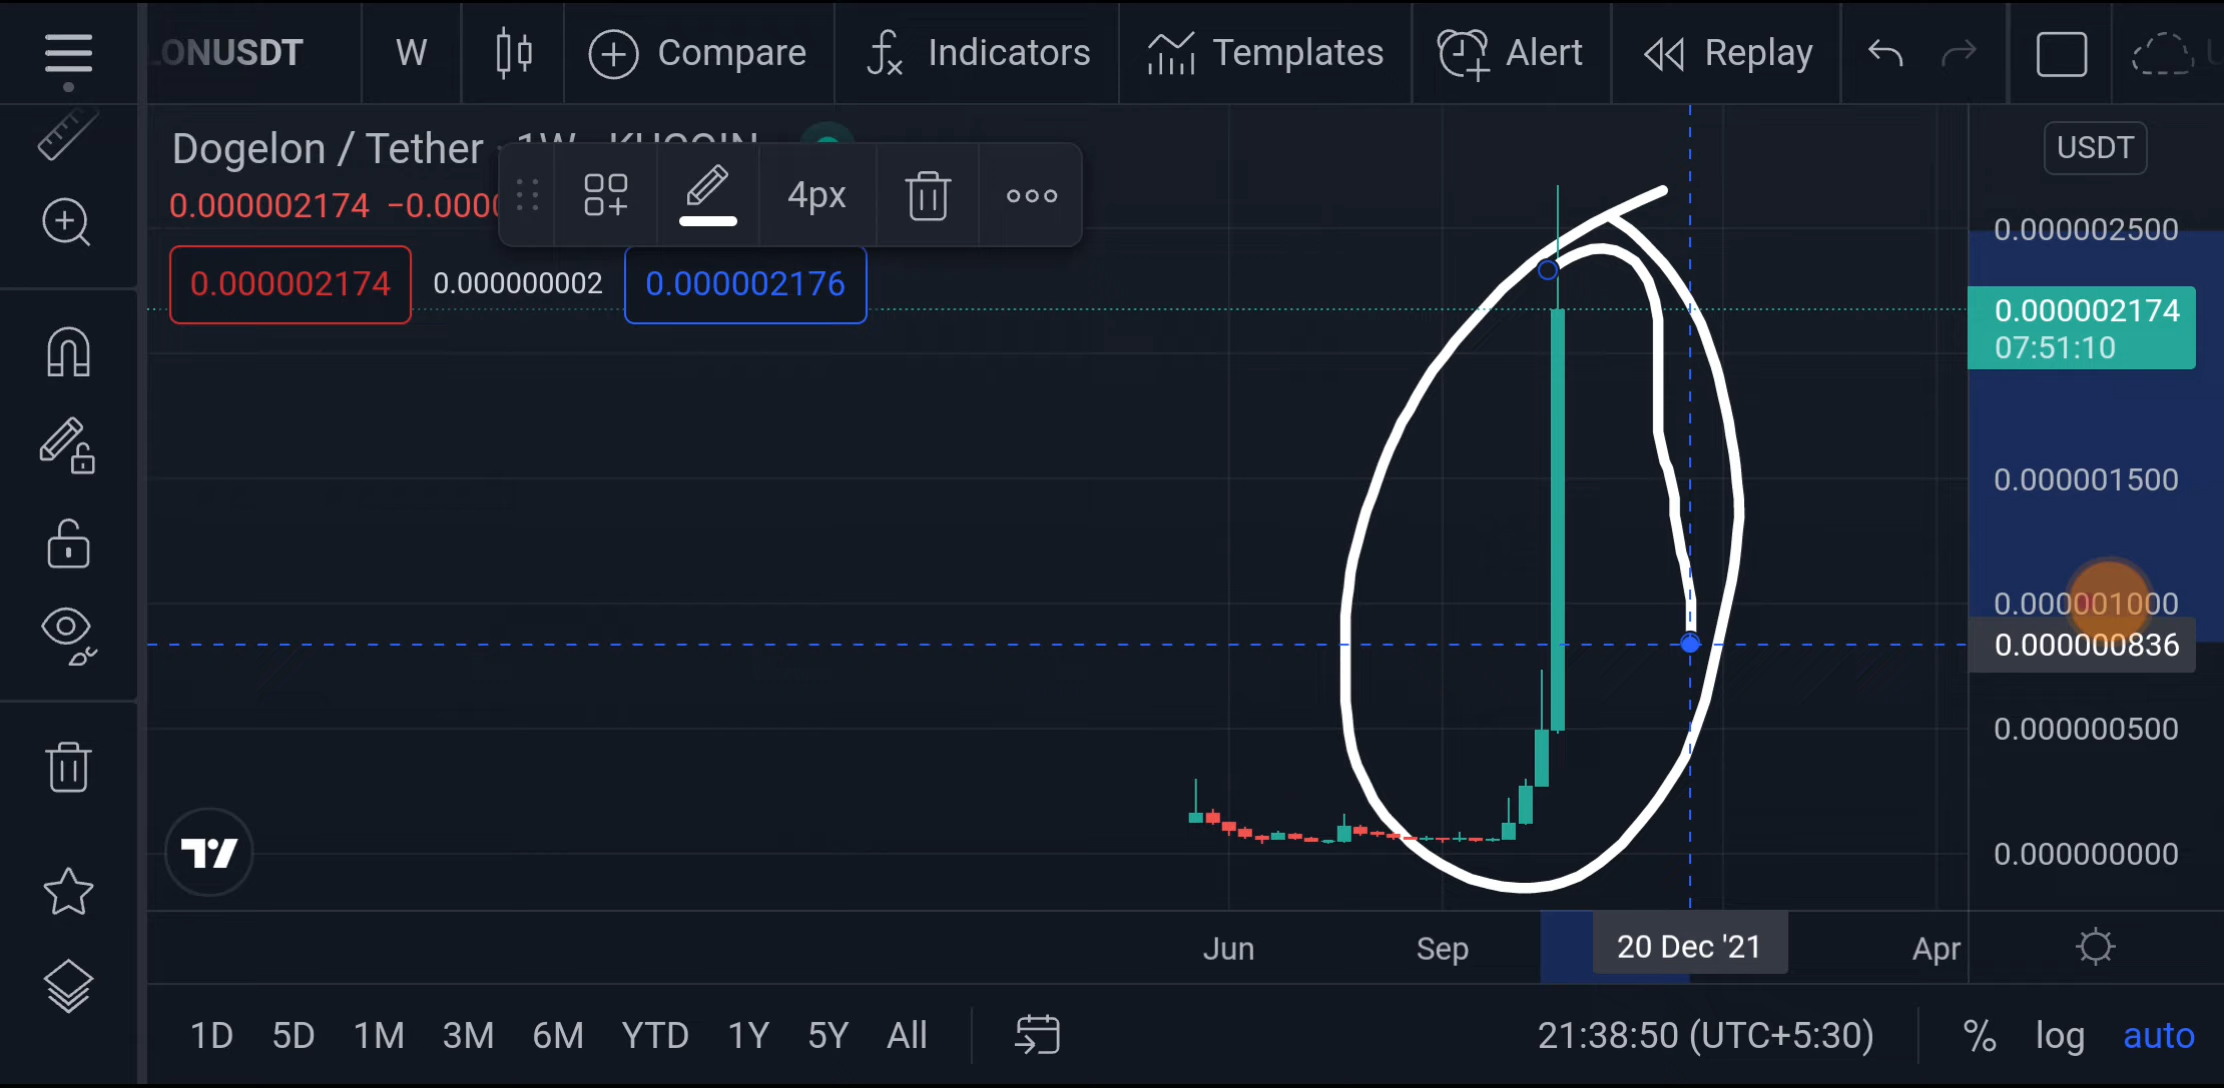 ONUSDT W Compare Indicators Templates Alert Replay
Dogelon / Tether · 1W · KUCOIN
USDT
0.000002174 −0.0000
0.000002174 0.000000002 0.000002176
0.000002500
0.000002174
07:51:10
0.000001500
0.000001000
0.000000836
0.000000500
0.000000000
4px
Jun Sep 20 Dec '21 Apr
1D 5D 1M 3M 6M YTD 1Y 5Y All 21:38:50 (UTC+5:30) % log auto